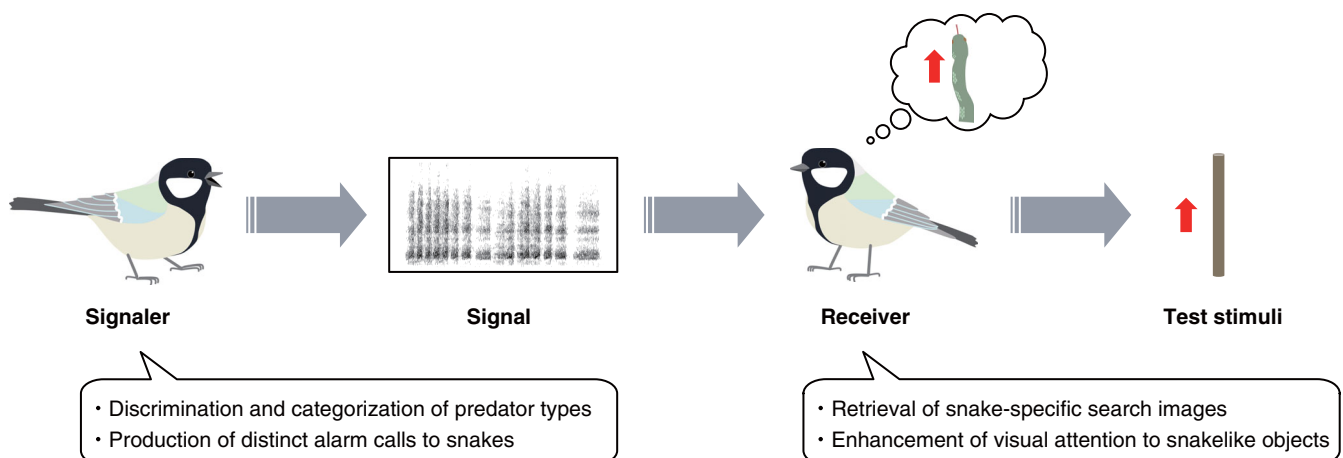 Signaler
Signal
Receiver
Test stimuli
・Discrimination and categorization of predator types
・Production of distinct alarm calls to snakes
・Retrieval of snake-specific search images
・Enhancement of visual attention to snakelike objects